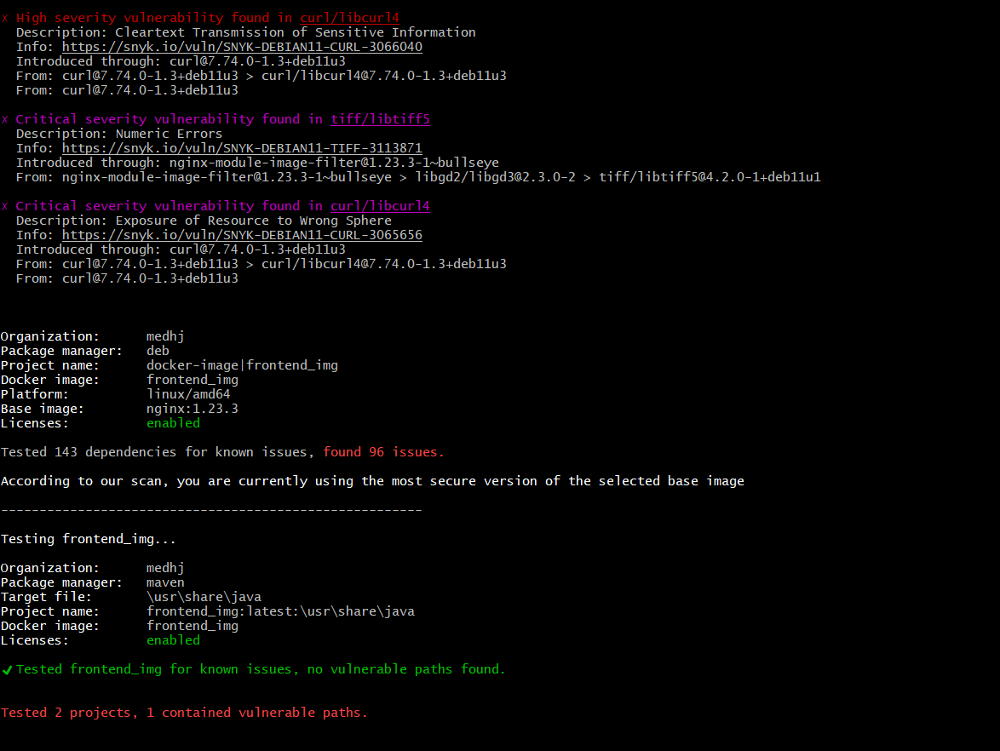 ✗ High severity vulnerability found in curl/libcurl4
Description: Cleartext Transmission of Sensitive Information
Info: https://snyk.io/vuln/SNYK-DEBIAN11-CURL-3066040
Introduced through: curl@7.74.0-1.3+deb11u3
From: curl@7.74.0-1.3+deb11u3 > curl/libcurl4@7.74.0-1.3+deb11u3
From: curl@7.74.0-1.3+deb11u3
✗ Critical severity vulnerability found in tiff/libtiff5
Description: Numeric Errors
Info: https://snyk.io/vuln/SNYK-DEBIAN11-TIFF-3113871
Introduced through: nginx-module-image-filter@1.23.3-1~bullseye
From: nginx-module-image-filter@1.23.3-1~bullseye > libgd2/libgd3@2.3.0-2 > tiff/libtiff5@4.2.0-1+deb11u1
✗ Critical severity vulnerability found in curl/libcurl4
Description: Exposure of Resource to Wrong Sphere
Info: https://snyk.io/vuln/SNYK-DEBIAN11-CURL-3065656
Introduced through: curl@7.74.0-1.3+deb11u3
From: curl@7.74.0-1.3+deb11u3 > curl/libcurl4@7.74.0-1.3+deb11u3
From: curl@7.74.0-1.3+deb11u3
Organization: medhj
Package manager: deb
Project name: docker-image|frontend_img
Docker image: frontend_img
Platform: linux/amd64
Base image: nginx:1.23.3
Licenses: enabled
Tested 143 dependencies for known issues, found 96 issues.
According to our scan, you are currently using the most secure version of the selected base image
-------------------------------------------------------
Testing frontend_img...
Organization: medhj
Package manager: maven
Target file: \usr\share\java
Project name: frontend_img:latest:\usr\share\java
Docker image: frontend_img
Licenses: enabled
✔ Tested frontend_img for known issues, no vulnerable paths found.
Tested 2 projects, 1 contained vulnerable paths.